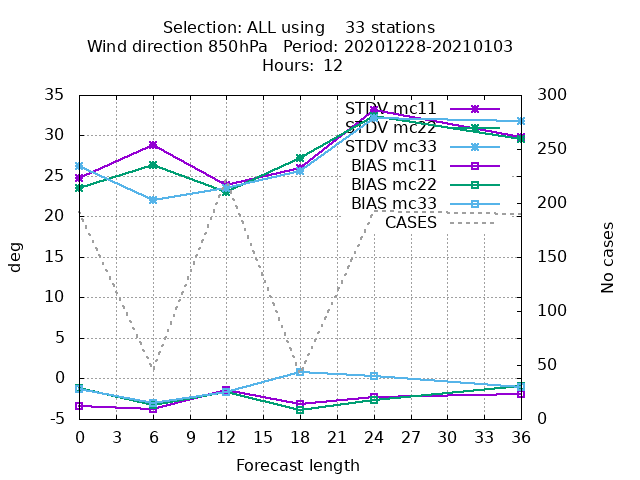 Selection: ALL using    33 stations
Wind direction 850hPa   Period: 20201228-20210103
Hours:  12
35
30
25
20
15
10
5
0
-5
deg
300
250
200
150
100
50
0
No cases
STDV mc11
STDV mc22
STDV mc33
BIAS mc11
BIAS mc22
BIAS mc33
CASES
0 3 6 9 12 15 18 21 24 27 30 33 36
Forecast length